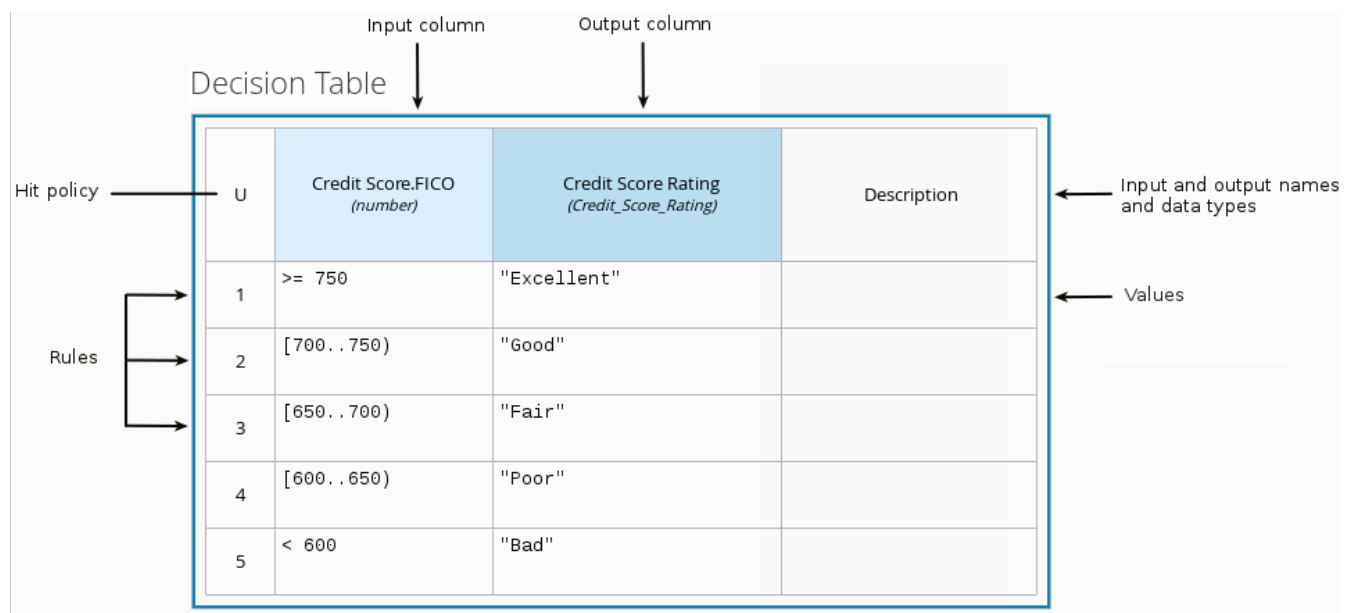 Input column
Output column
Decision Table
Hit policy
U
Credit Score.FICO
(number)
Credit Score Rating
(Credit_Score_Rating)
Description
Input and output names
and data types
Rules
1
>= 750
"Excellent"
Values
2
[700..750)
"Good"
3
[650..700)
"Fair"
4
[600..650)
"Poor"
5
< 600
"Bad"